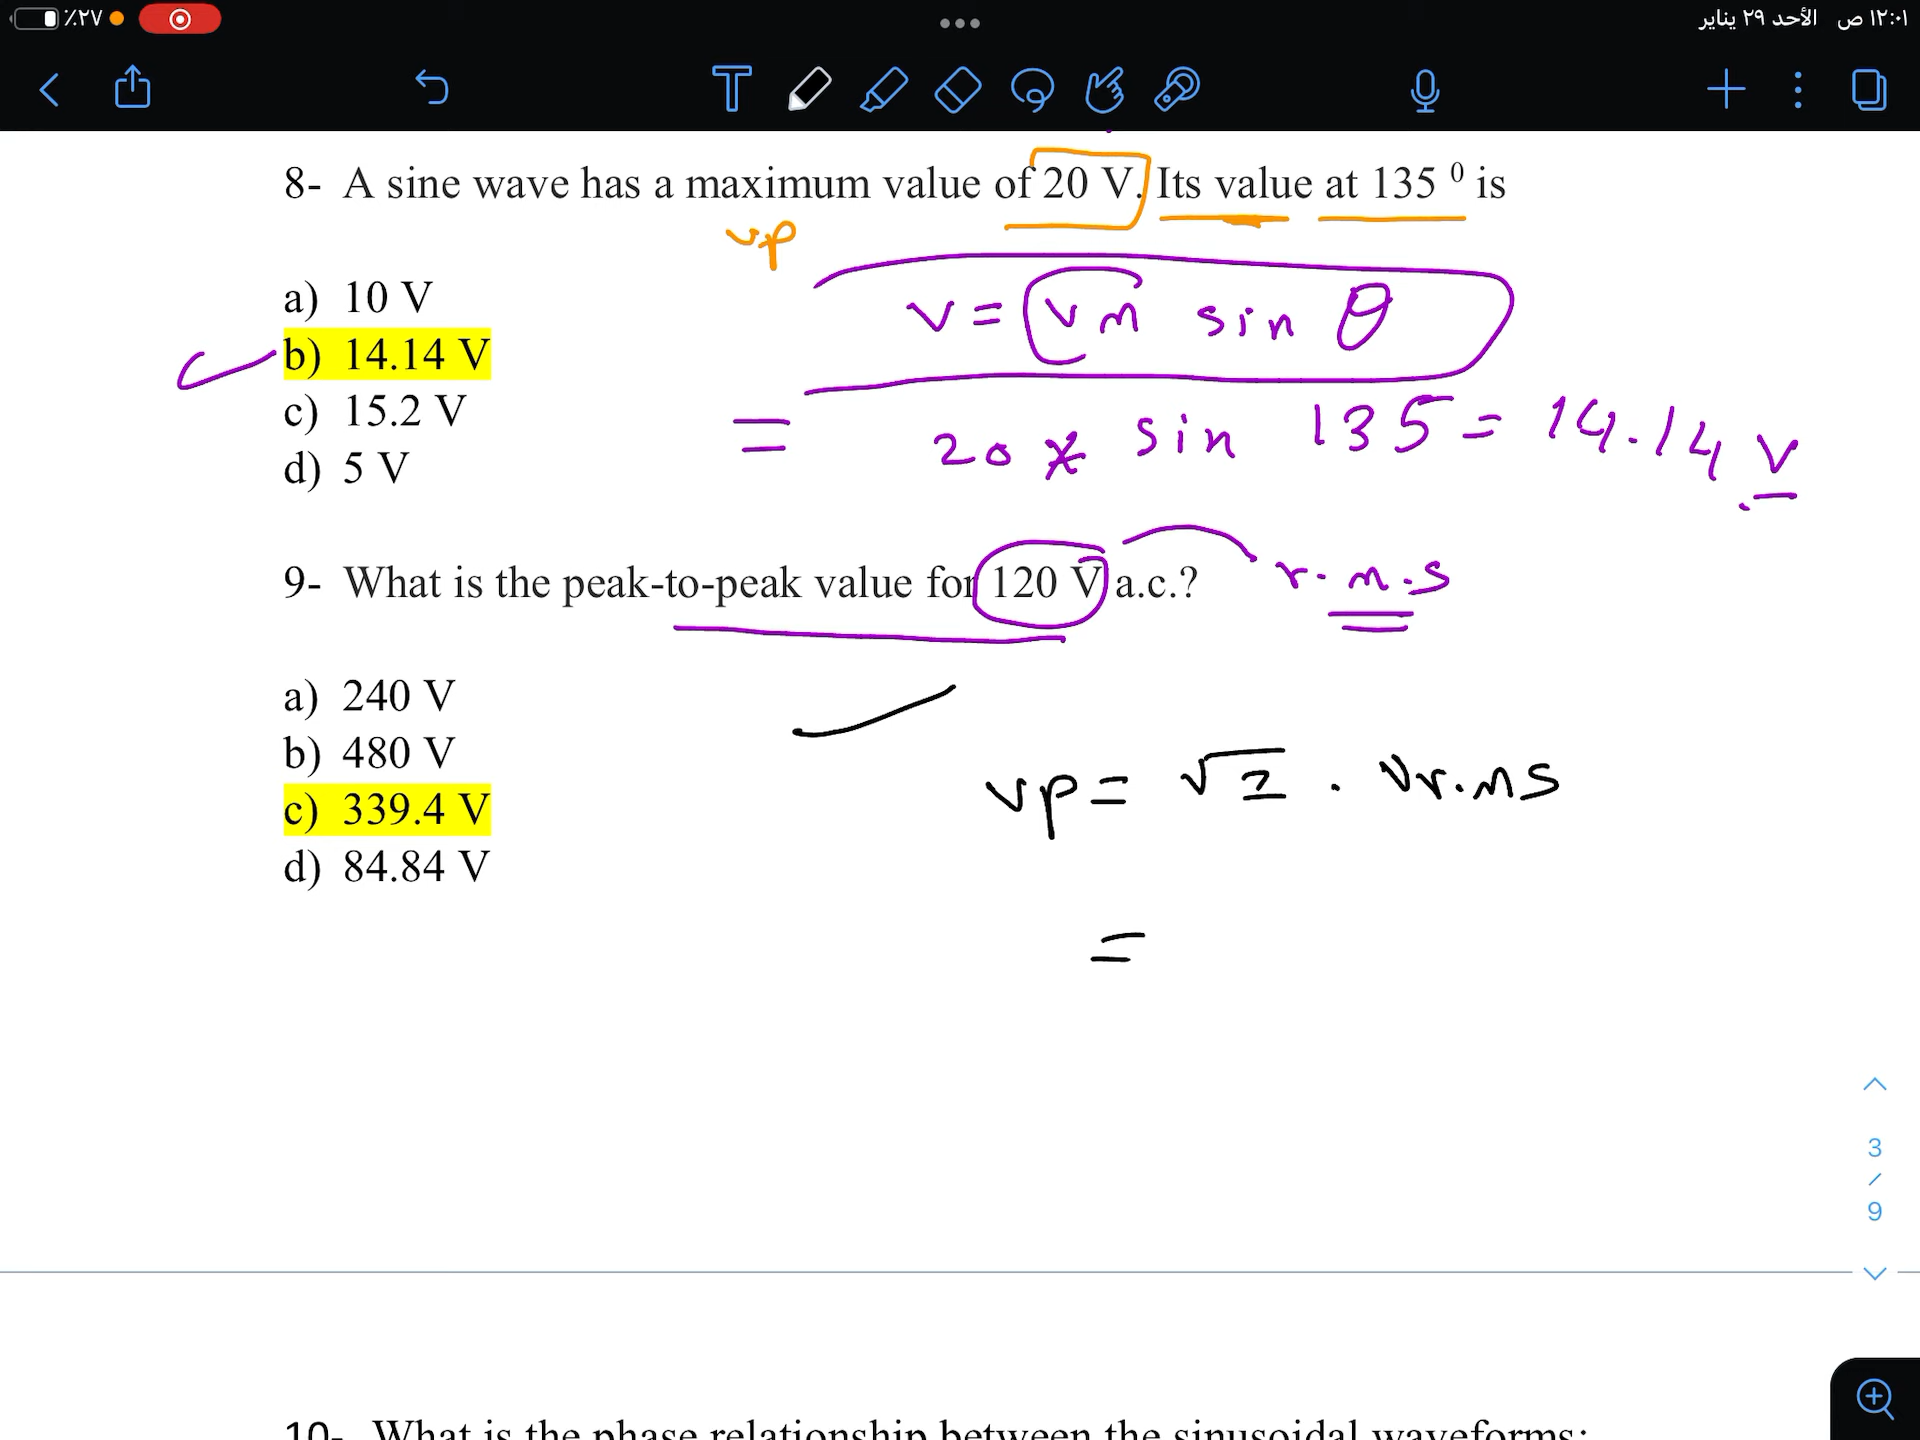 ٪٢٧ ١٢:٠١ ص الأحد ٢٩ يناير
8- A sine wave has a maximum value of 20 V. Its value at 135 ⁰ is
vp
a) 10 V
v = vm sin θ
b) 14.14 V
c) 15.2 V
= 20 * sin 135 = 14.14 v
d) 5 V
9- What is the peak-to-peak value for 120 V a.c.?
r.m.s
a) 240 V
b) 480 V
vp = √2 . vr.ms
c) 339.4 V
d) 84.84 V
=
3
/
9
10- What is the phase relationship between the sinusoidal waveforms: